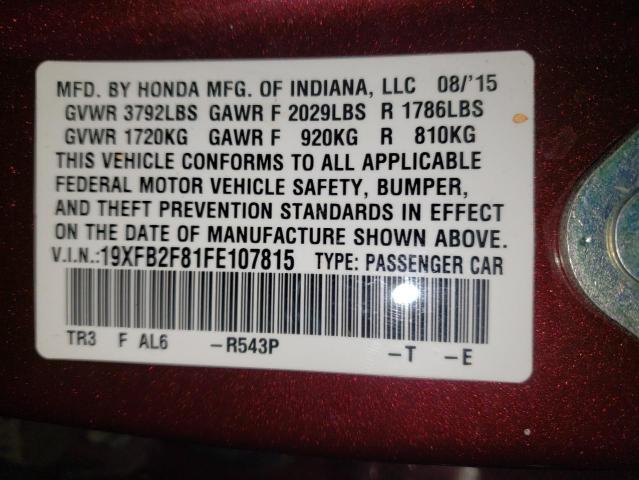 MFD. BY HONDA MFG. OF INDIANA, LLC 08/'15
GVWR 3792LBS GAWR F 2029LBS R 1786LBS
GVWR 1720KG GAWR F 920KG R 810KG
THIS VEHICLE CONFORMS TO ALL APPLICABLE
FEDERAL MOTOR VEHICLE SAFETY, BUMPER,
AND THEFT PREVENTION STANDARDS IN EFFECT
ON THE DATE OF MANUFACTURE SHOWN ABOVE.
V.I.N.:19XFB2F81FE107815 TYPE: PASSENGER CAR
TR3 F AL6 -R543P -T -E